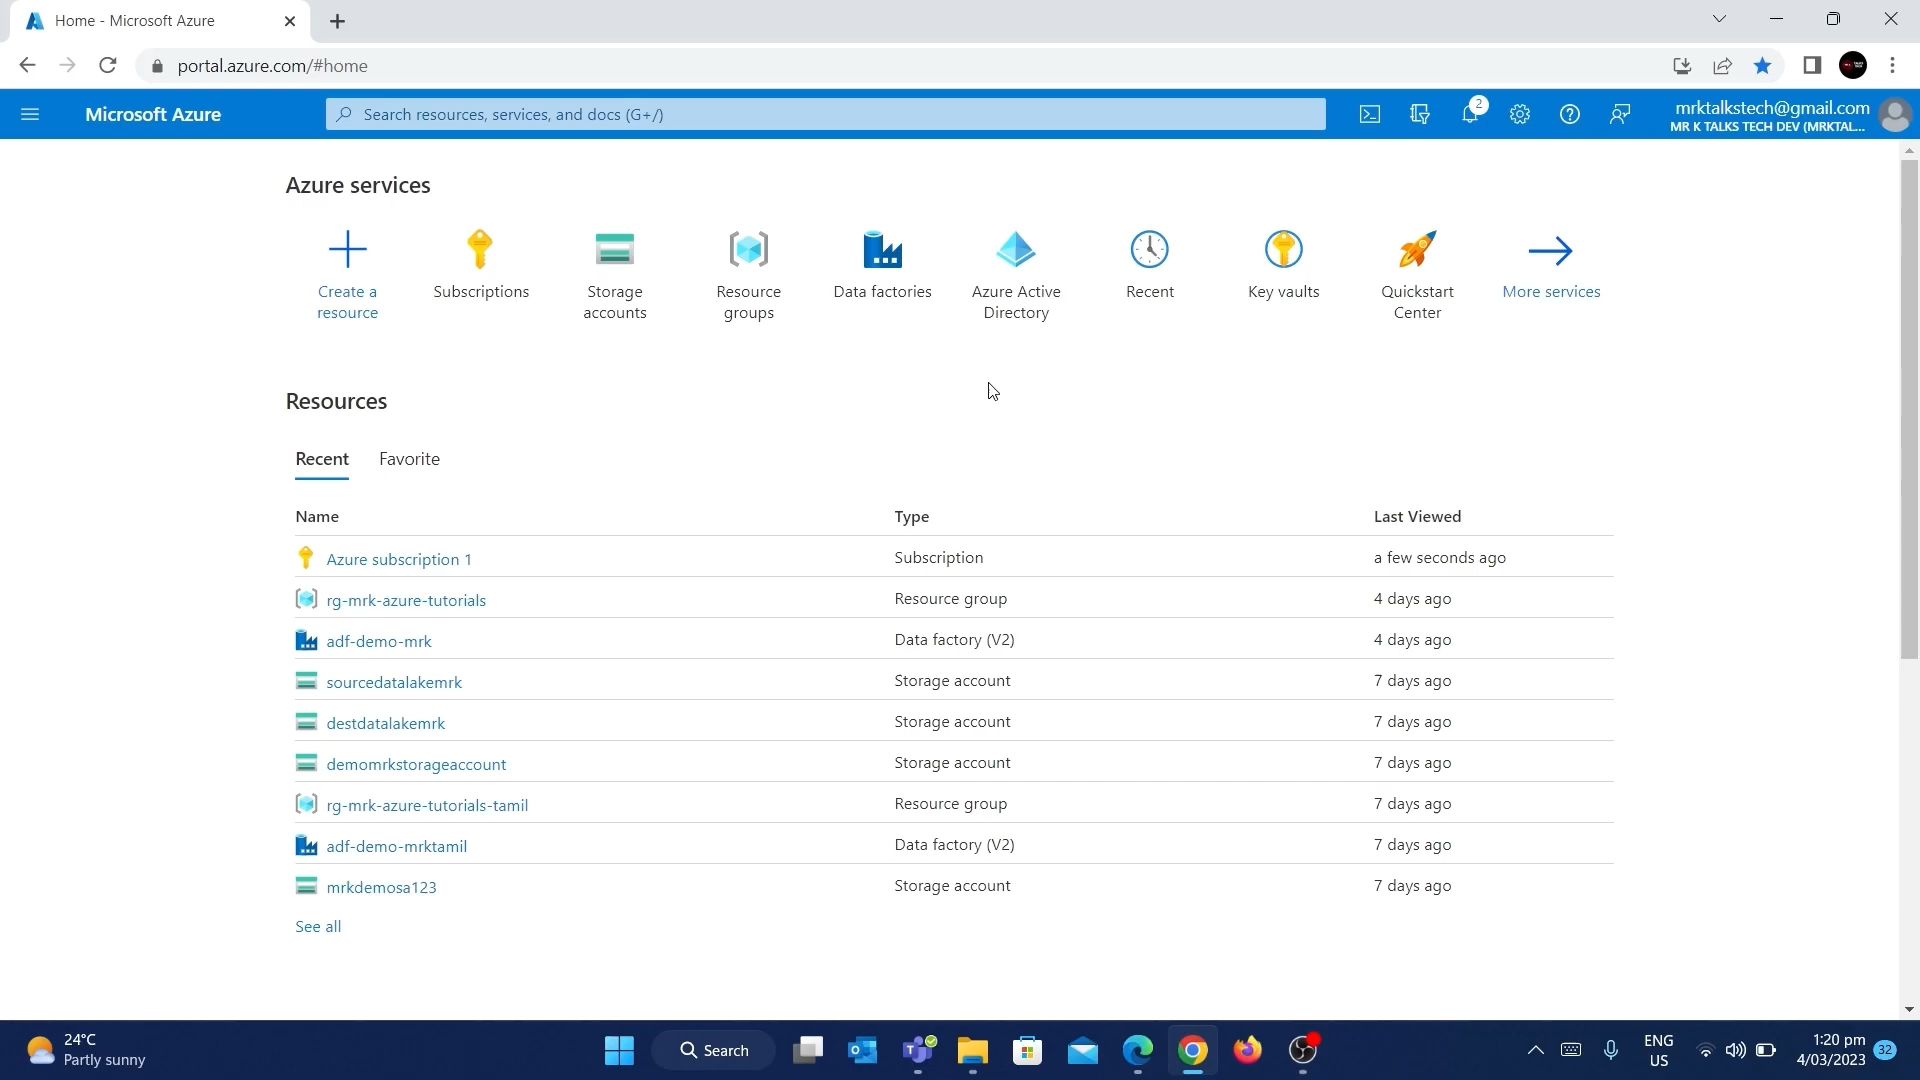 Home - Microsoft Azure
portal.azure.com/#home
Microsoft Azure
Search resources, services, and docs (G+/)
2
mrktalkstech@gmail.com
MR K TALKS TECH DEV (MRKTAL...
Azure services
Create a resource
Subscriptions
Storage accounts
Resource groups
Data factories
Azure Active Directory
Recent
Key vaults
Quickstart Center
More services
Resources
Recent Favorite
Name Type Last Viewed
Azure subscription 1 Subscription a few seconds ago
rg-mrk-azure-tutorials Resource group 4 days ago
adf-demo-mrk Data factory (V2) 4 days ago
sourcedatalakemrk Storage account 7 days ago
destdatalakemrk Storage account 7 days ago
demomrkstorageaccount Storage account 7 days ago
rg-mrk-azure-tutorials-tamil Resource group 7 days ago
adf-demo-mrktamil Data factory (V2) 7 days ago
mrkdemosa123 Storage account 7 days ago
See all
24°C
Partly sunny
Search
ENG
US
1:20 pm
4/03/2023
32